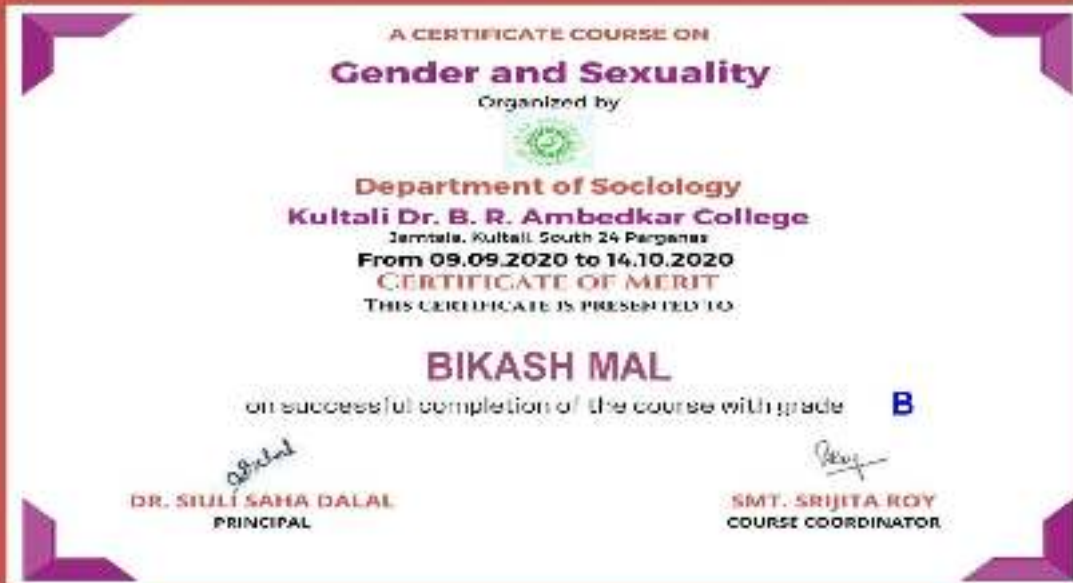 A CERTIFICATE COURSE ON
Gender and Sexuality
Organized by
Department of Sociology
Kultali Dr. B. R. Ambedkar College
Jamtala, Kultali, South 24 Parganas
From 09.09.2020 to 14.10.2020
CERTIFICATE OF MERIT
THIS CERTIFICATE IS PRESENTED TO
BIKASH MAL
on successful completion of the course with grade B
DR. SIULI SAHA DALAL
PRINCIPAL
SMT. SRIJITA ROY
COURSE COORDINATOR